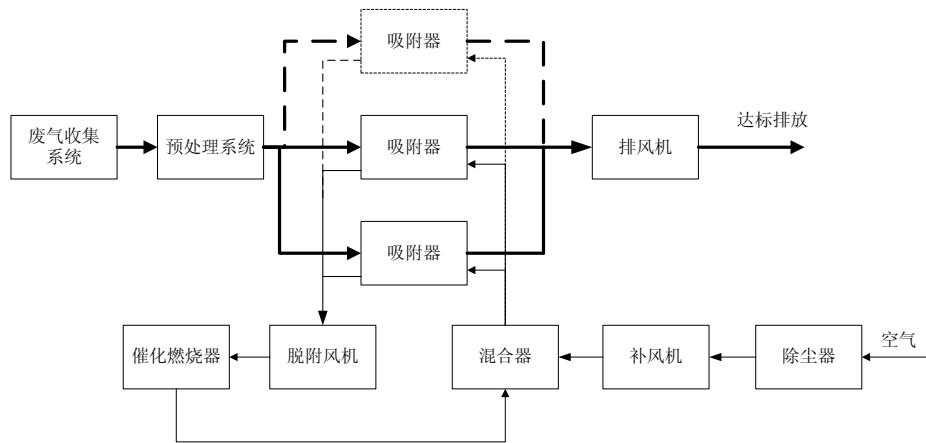 吸附器
废气收集
系统
预处理系统
吸附器
排风机
达标排放
吸附器
催化燃烧器
脱附风机
混合器
补风机
除尘器
空气